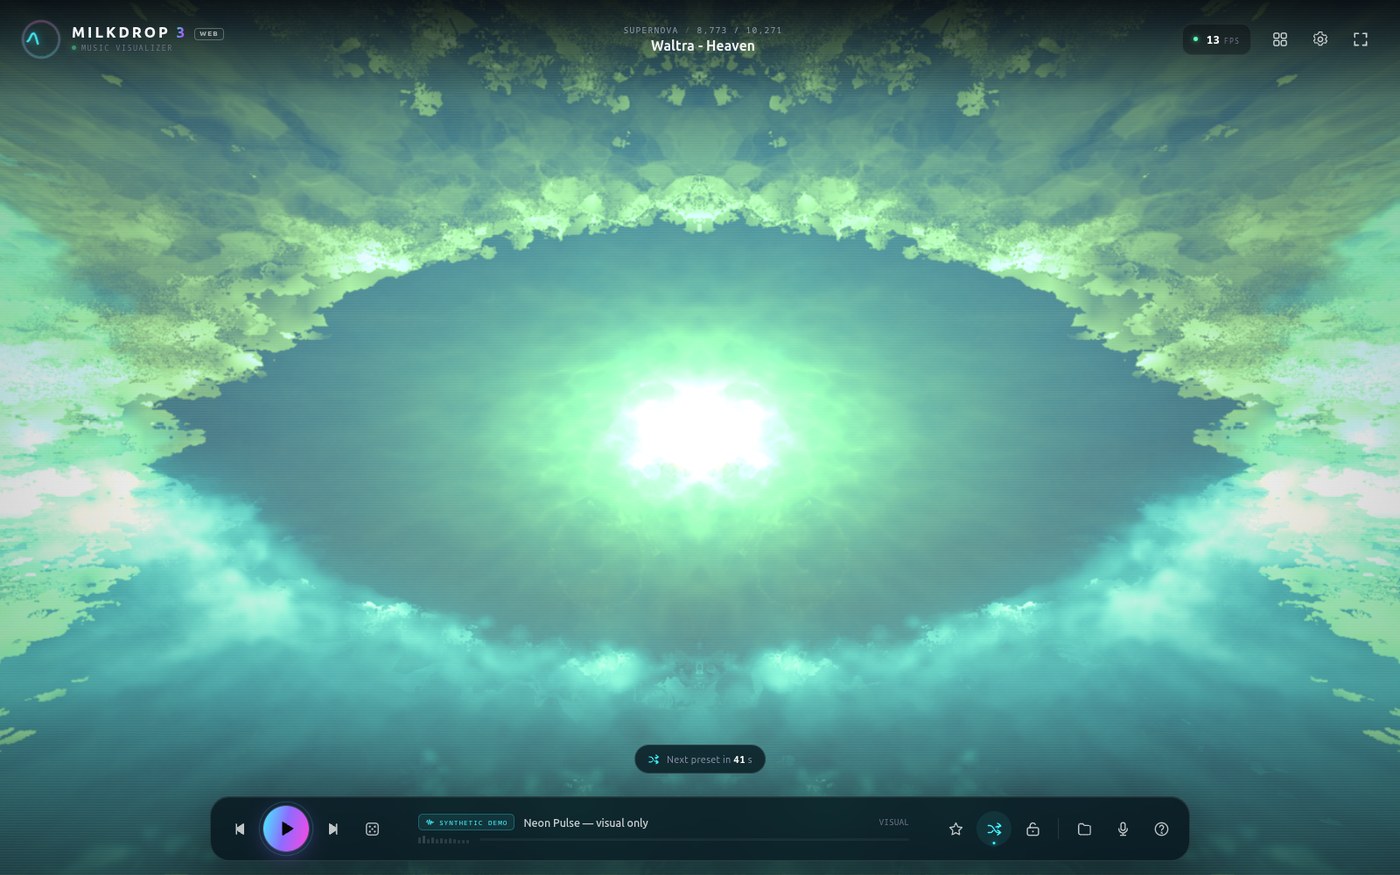 MILKDROP 3 WEB
MUSIC VISUALIZER
SUPERNOVA / 8,773 / 10,271
Waltra - Heaven
13 FPS
Next preset in 41 s
SYNTHETIC DEMO Neon Pulse — visual only VISUAL